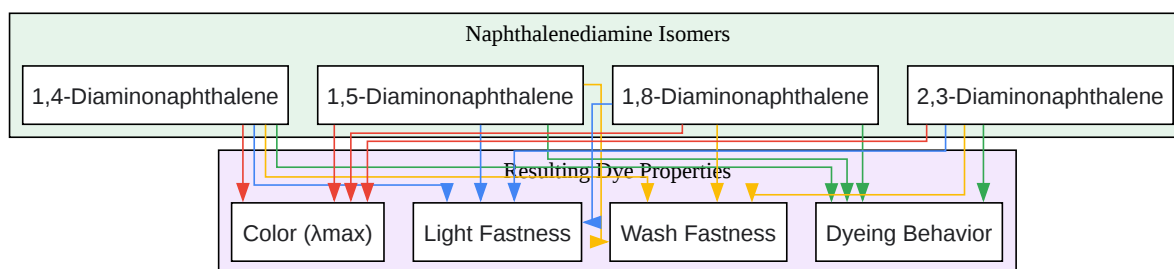 Naphthalenediamine Isomers
1,4-Diaminonaphthalene
1,5-Diaminonaphthalene
1,8-Diaminonaphthalene
2,3-Diaminonaphthalene
Resulting Dye Properties
Color (λmax)
Light Fastness
Wash Fastness
Dyeing Behavior